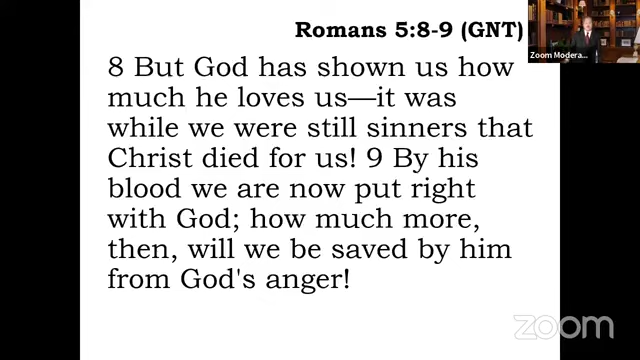 Romans 5:8-9 (GNT)
Zoom Modera...
8 But God has shown us how
much he loves us—it was
while we were still sinners that
Christ died for us! 9 By his
blood we are now put right
with God; how much more,
then, will we be saved by him
from God's anger!
zoom